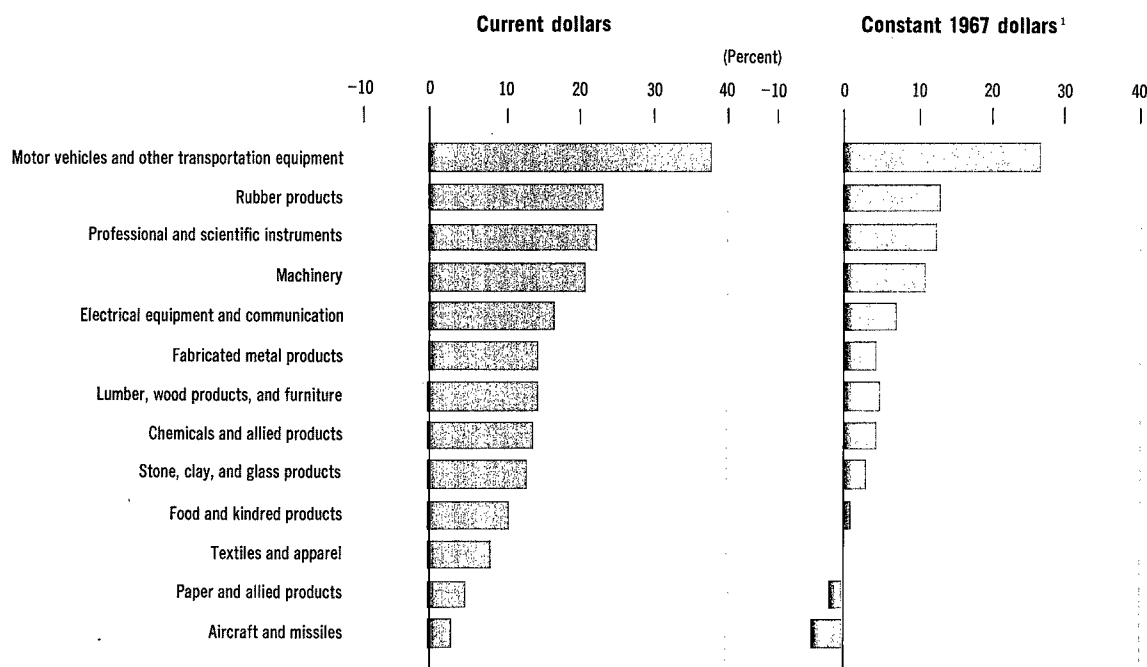 Current dollars Constant 1967 dollars¹
(Percent)
−10 0 10 20 30 40 −10 0 10 20 30 40
Motor vehicles and other transportation equipment
Rubber products
Professional and scientific instruments
Machinery
Electrical equipment and communication
Fabricated metal products
Lumber, wood products, and furniture
Chemicals and allied products
Stone, clay, and glass products
Food and kindred products
Textiles and apparel
Paper and allied products
Aircraft and missiles